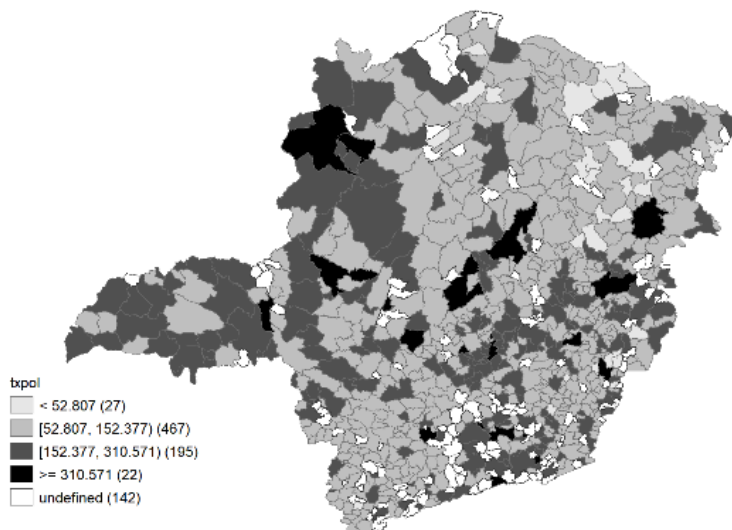 txpol
< 52.807 (27)
[52.807, 152.377) (467)
[152.377, 310.571) (195)
>= 310.571 (22)
undefined (142)